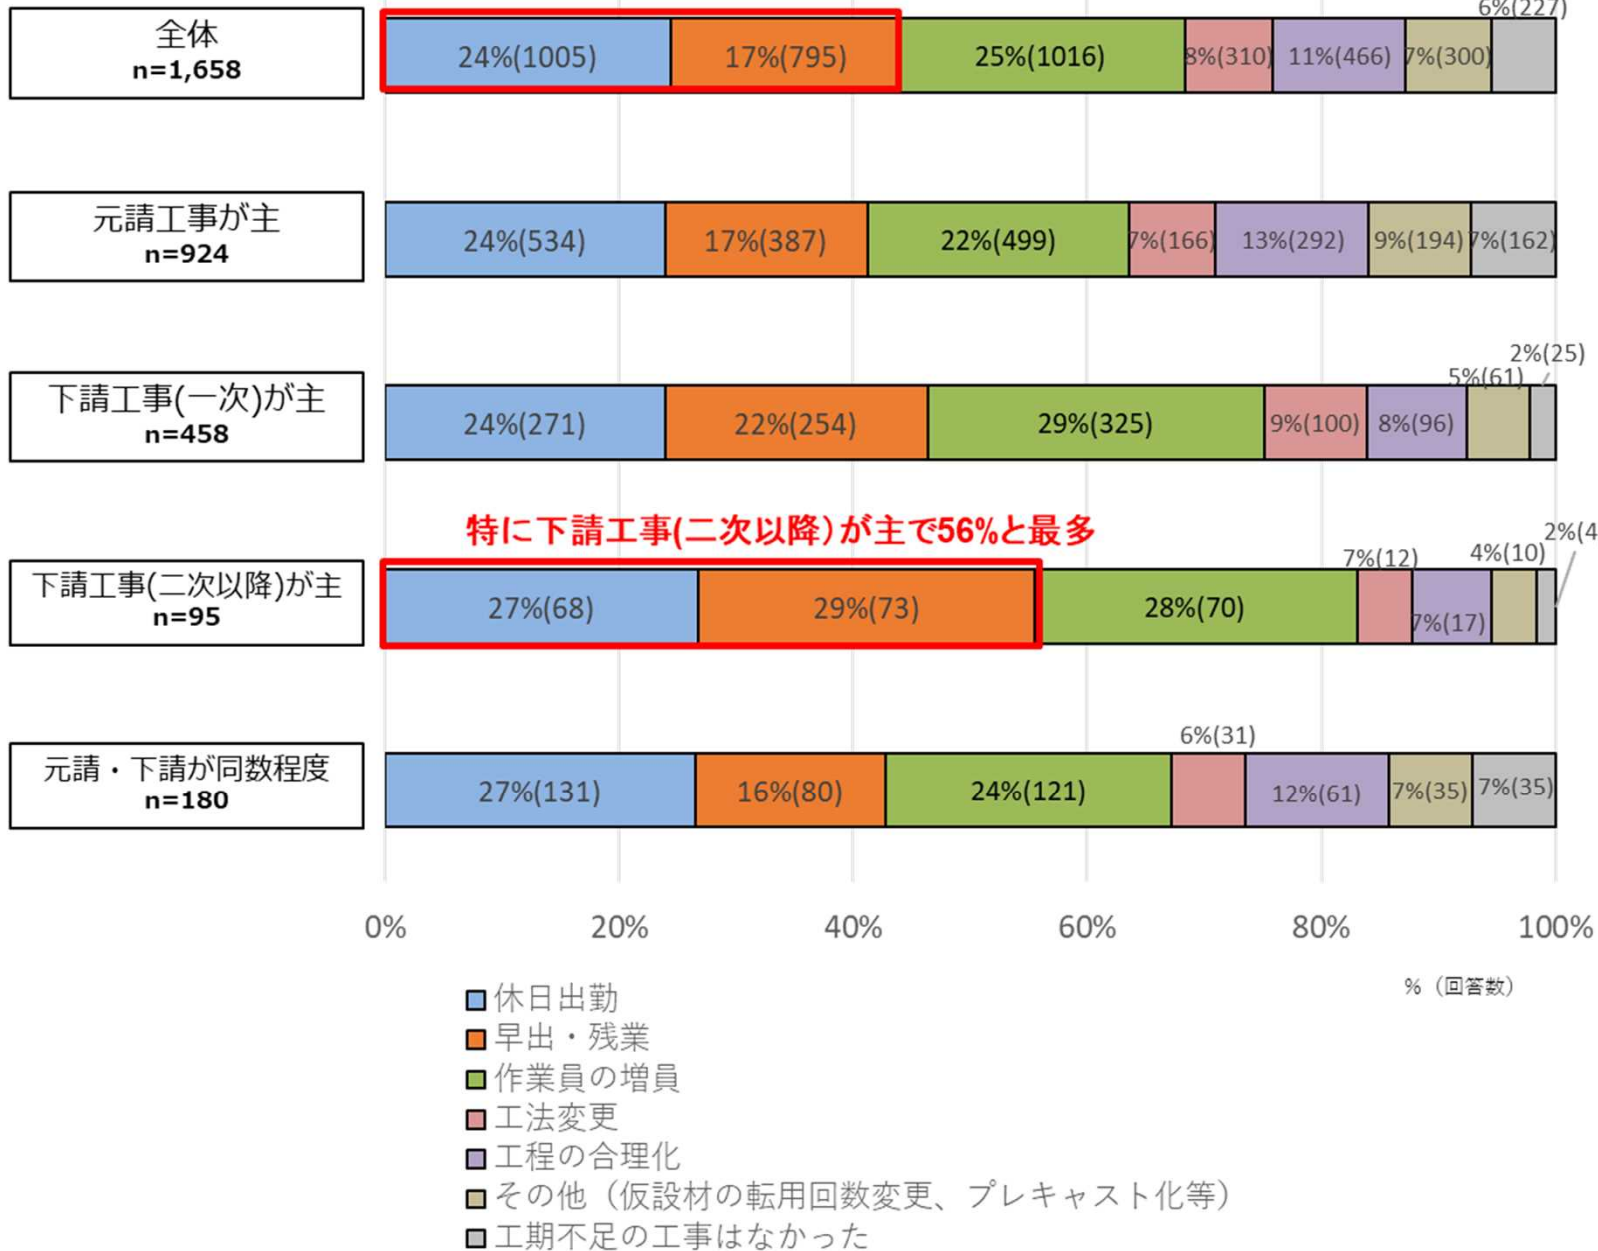 6%(227)
全体
n=1,658
24%(1005) 17%(795) 25%(1016) 8%(310) 11%(466) 7%(300)
元請工事が主
n=924
24%(534) 17%(387) 22%(499) 7%(166) 13%(292) 9%(194) 7%(162)
2%(25)
5%(61)
下請工事(一次)が主
n=458
24%(271) 22%(254) 29%(325) 9%(100) 8%(96)
特に下請工事(二次以降)が主で56%と最多
2%(4
7%(12) 4%(10)
下請工事(二次以降)が主
n=95
27%(68) 29%(73) 28%(70) 7%(17)
6%(31)
元請・下請が同数程度
n=180
27%(131) 16%(80) 24%(121) 12%(61) 7%(35) 7%(35)
0% 20% 40% 60% 80% 100%
%（回答数）
休日出勤
早出・残業
作業員の増員
工法変更
工程の合理化
その他（仮設材の転用回数変更、プレキャスト化等）
工期不足の工事はなかった